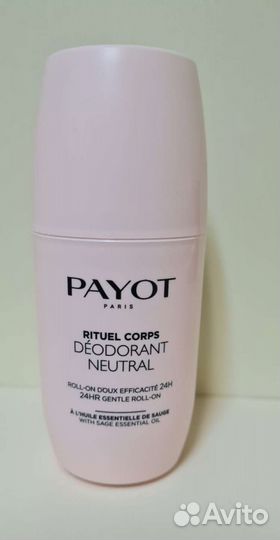 PAYOT
PARIS
RITUEL CORPS
DÉODORANT
NEUTRAL
ROLL-ON DOUX EFFICACITÉ 24H
24HR GENTLE ROLL-ON
À L'HUILE ESSENTIELLE DE SAUGE
WITH SAGE ESSENTIAL OIL
Avito